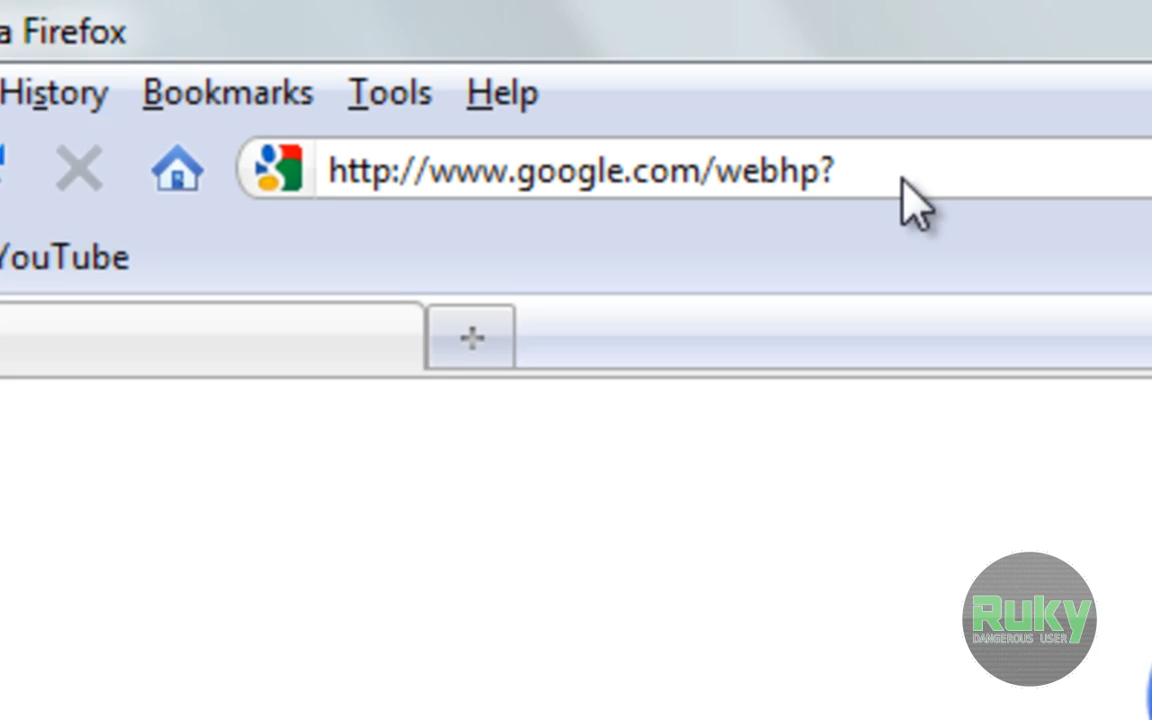 a Firefox
History Bookmarks Tools Help
http://www.google.com/webhp?
YouTube
Ruky
DANGEROUS USER